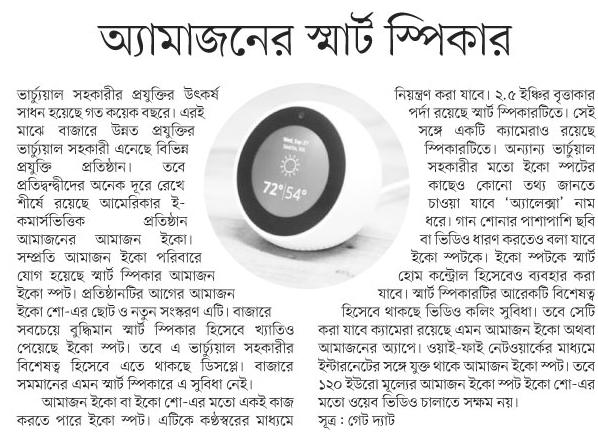 অ্যামাজনের স্মার্ট স্পিকার
ভার্চ্যুয়াল সহকারীর প্রযুক্তির উৎকর্ষ
সাধন হয়েছে গত কয়েক বছরে। এরই
মাঝে বাজারে উন্নত প্রযুক্তির
ভার্চ্যুয়াল সহকারী এনেছে বিভিন্ন
প্রযুক্তি প্রতিষ্ঠান। তবে
প্রতিদ্বন্দ্বীদের অনেক দূরে রেখে
শীর্ষে রয়েছে আমেরিকার ই-
কমার্সভিত্তিক প্রতিষ্ঠান
আমাজনের আমাজন ইকো।
সম্প্রতি আমাজন ইকো পরিবারে
যোগ হয়েছে স্মার্ট স্পিকার আমাজন
ইকো স্পট। প্রতিষ্ঠানটির আগের আমাজন
ইকো শো-এর ছোট ও নতুন সংস্করণ এটি। বাজারে
সবচেয়ে বুদ্ধিমান স্মার্ট স্পিকার হিসেবে খ্যাতিও
পেয়েছে ইকো স্পট। তবে এ ভার্চ্যুয়াল সহকারীর
বিশেষত্ব হিসেবে এতে থাকছে ডিসপ্লে। বাজারে
সমমানের এমন স্মার্ট স্পিকারে এ সুবিধা নেই।
আমাজন ইকো বা ইকো শো-এর মতো একই কাজ
করতে পারে ইকো স্পট। এটিকে কণ্ঠস্বরের মাধ্যমে
নিয়ন্ত্রণ করা যাবে। ২.৫ ইঞ্চির বৃত্তাকার
পর্দা রয়েছে স্মার্ট স্পিকারটিতে। সেই
সঙ্গে একটি ক্যামেরাও রয়েছে
স্পিকারটিতে। অন্যান্য ভার্চুয়াল
সহকারীর মতো ইকো স্পটের
কাছেও কোনো তথ্য জানতে
চাওয়া যাবে ‘অ্যালেক্সা’ নাম
ধরে। গান শোনার পাশাপাশি ছবি
বা ভিডিও ধারণ করতেও বলা যাবে
ইকো স্পটকে। ইকো স্পটকে স্মার্ট
হোম কন্ট্রোল হিসেবেও ব্যবহার করা
যাবে। স্মার্ট স্পিকারটির আরেকটি বিশেষত্ব
হিসেবে থাকছে ভিডিও কলিং সুবিধা। তবে সেটি
করা যাবে ক্যামেরা রয়েছে এমন আমাজন ইকো অথবা
আমাজনের অ্যাপে। ওয়াই-ফাই নেটওয়ার্কের মাধ্যমে
ইন্টারনেটের সঙ্গে যুক্ত থাকে আমাজন ইকো স্পট। তবে
১২০ ইউরো মূল্যের আমাজন ইকো স্পট ইকো শো-এর
মতো ওয়েব ভিডিও চালাতে সক্ষম নয়।
সূত্র : গেট দ্যাট
Wed, Sep 27
Seattle, WA
72°|54°